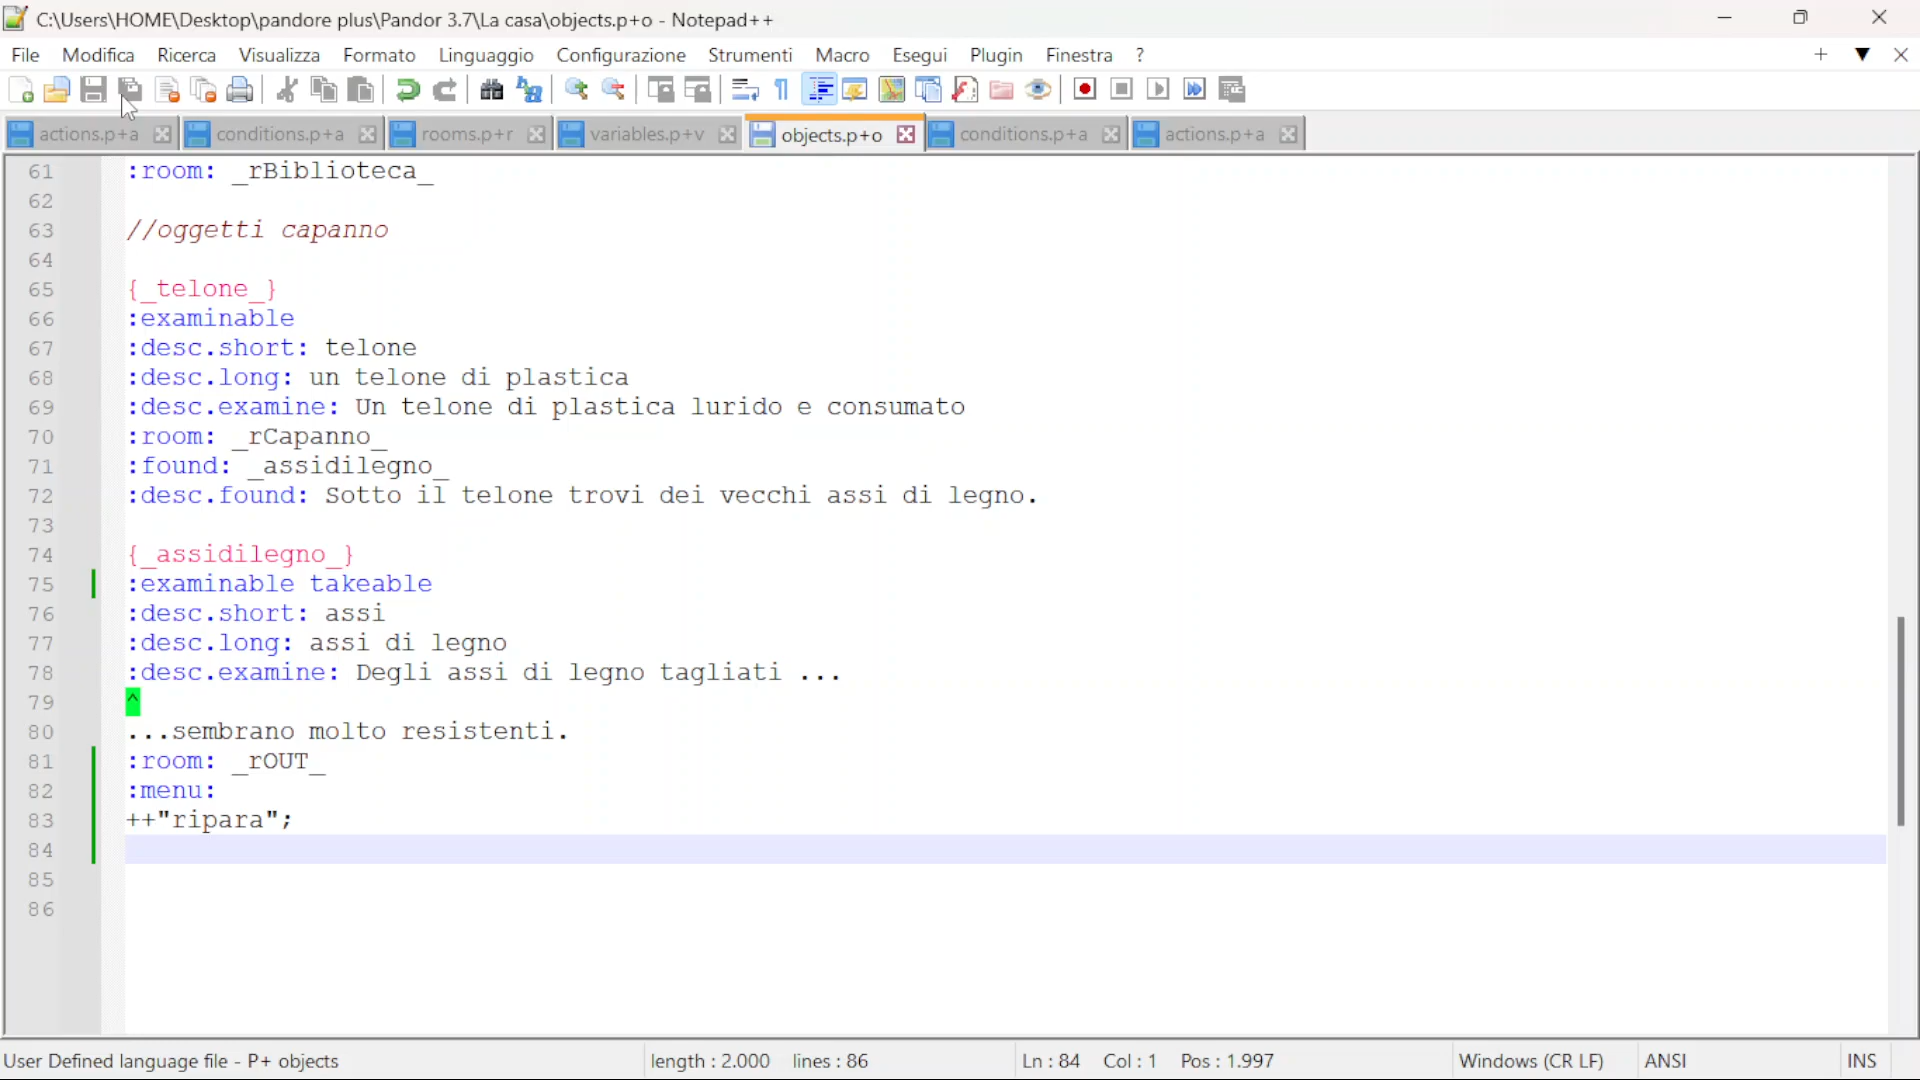 C:\Users\HOME\Desktop\pandore plus\Pandor 3.7\La casa\objects.p+o - Notepad++
File Modifica Ricerca Visualizza Formato Linguaggio Configurazione Strumenti Macro Esegui Plugin Finestra ?
actions.p+a conditions.p+a rooms.p+r variables.p+v objects.p+o conditions.p+a actions.p+a
61 :room: _rBiblioteca_
62
63 //oggetti capanno
64
65 {_telone_}
66 :examinable
67 :desc.short: telone
68 :desc.long: un telone di plastica
69 :desc.examine: Un telone di plastica lurido e consumato
70 :room: _rCapanno_
71 :found: _assidilegno_
72 :desc.found: Sotto il telone trovi dei vecchi assi di legno.
73
74 {_assidilegno_}
75 :examinable takeable
76 :desc.short: assi
77 :desc.long: assi di legno
78 :desc.examine: Degli assi di legno tagliati ...
79 ^
80 ...sembrano molto resistenti.
81 :room: _rOUT_
82 :menu:
83 ++"ripara";
84
85
86
User Defined language file - P+ objects length : 2.000 lines : 86 Ln : 84 Col : 1 Pos : 1.997 Windows (CR LF) ANSI INS